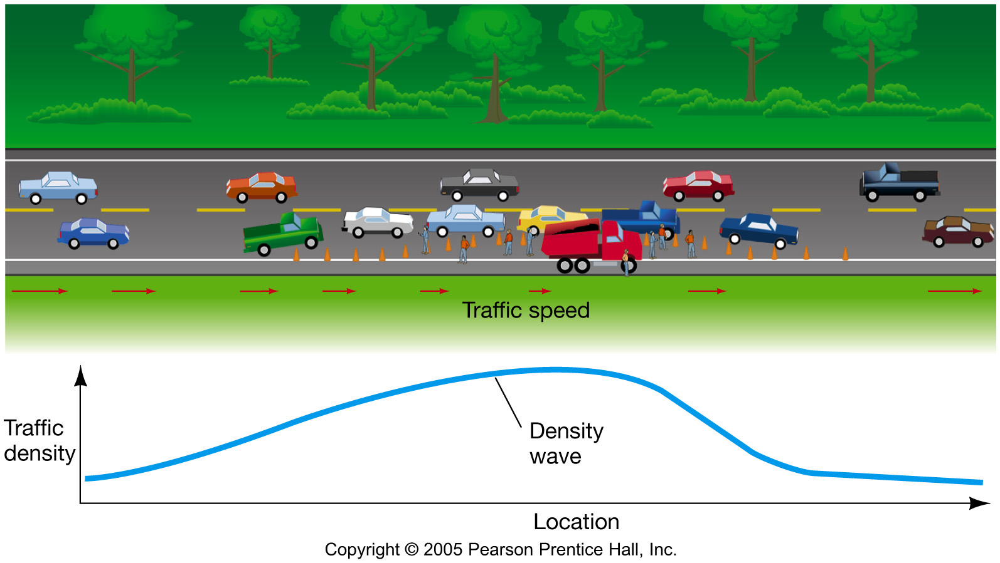 Traffic speed
Traffic
density
Density
wave
Location
Copyright © 2005 Pearson Prentice Hall, Inc.